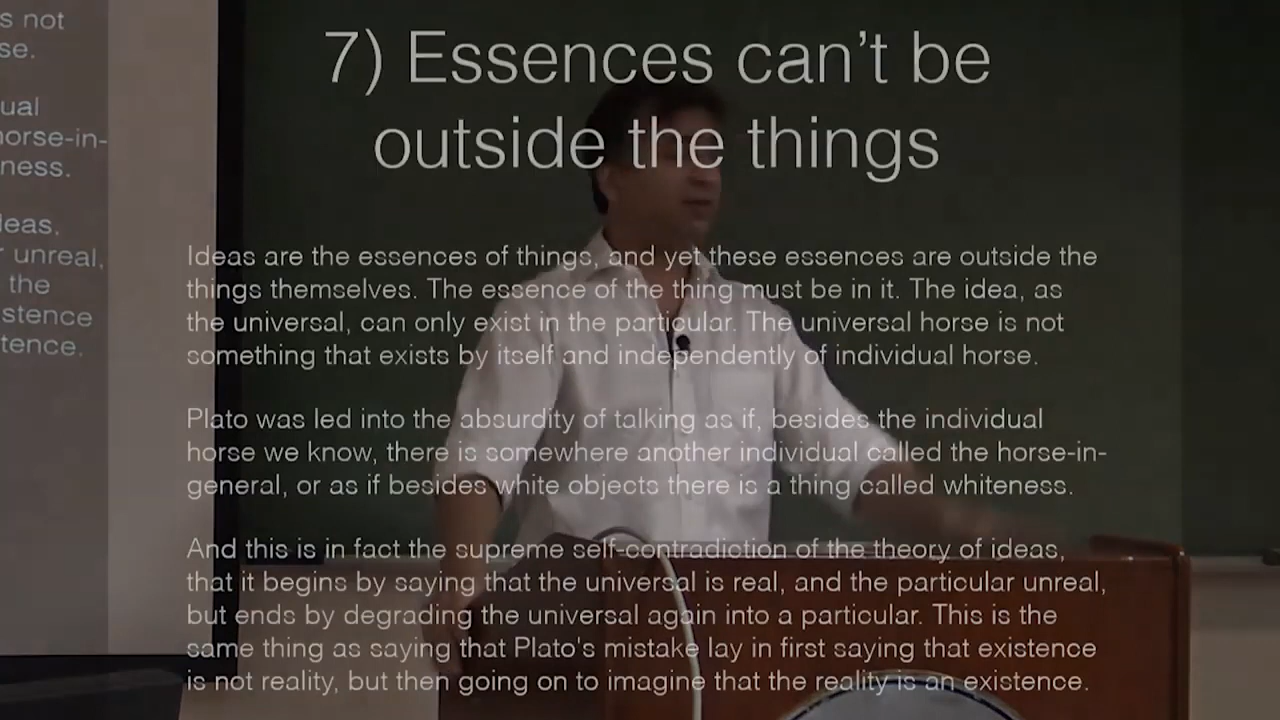 7) Essences can't be
outside the things
Ideas are the essences of things, and yet these essences are outside the
things themselves. The essence of the thing must be in it. The idea, as
the universal, can only exist in the particular. The universal horse is not
something that exists by itself and independently of individual horse.
Plato was led into the absurdity of talking as if, besides the individual
horse we know, there is somewhere another individual called the horse-in-
general, or as if besides white objects there is a thing called whiteness.
And this is in fact the supreme self-contradiction of the theory of ideas,
that it begins by saying that the universal is real, and the particular unreal,
but ends by degrading the universal again into a particular. This is the
same thing as saying that Plato's mistake lay in first saying that existence
is not reality, but then going on to imagine that the reality is an existence.
s not
se.
ual
horse-in-
ness.
deas,
unreal,
the
stence
tence.